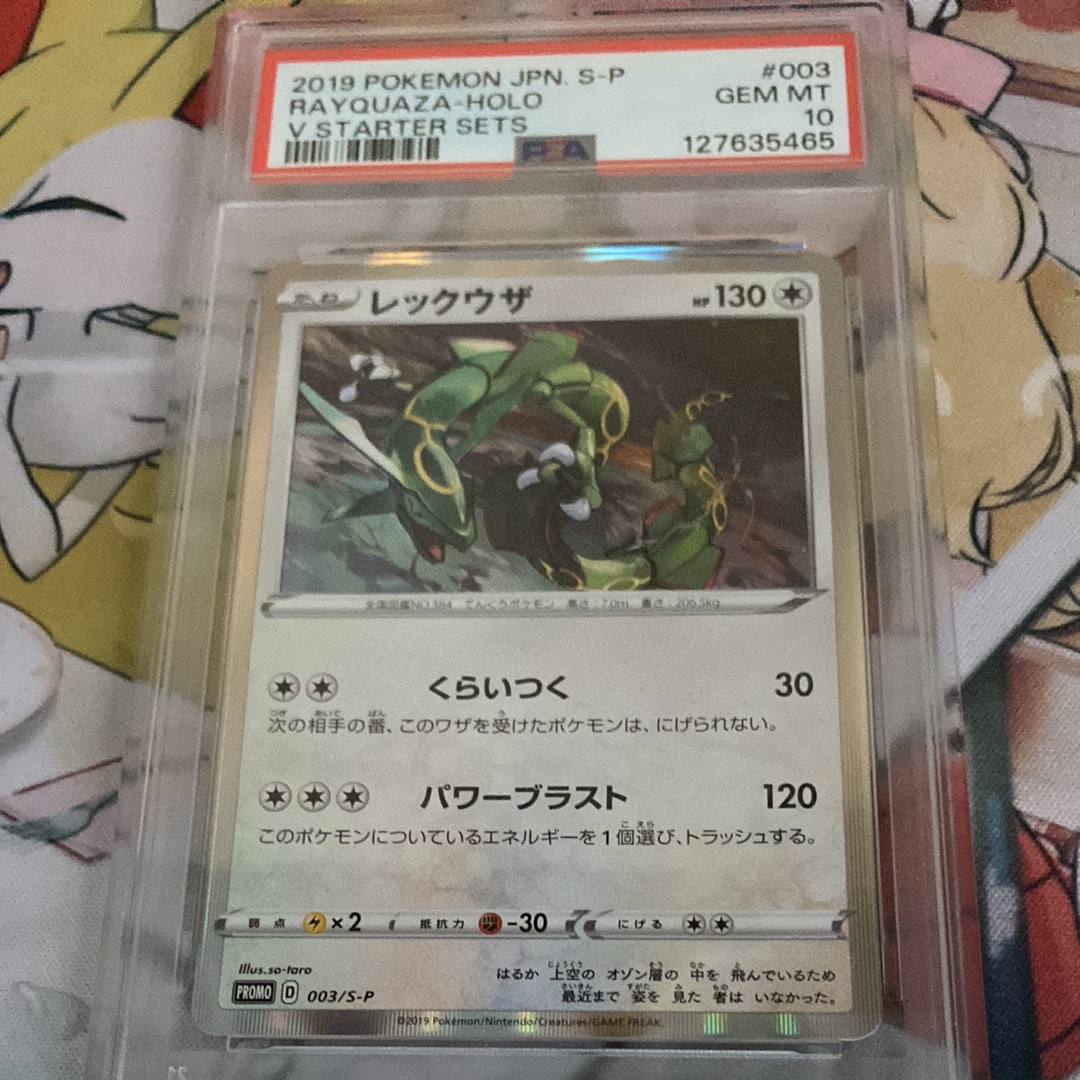 2019 POKEMON JPN. S-P #003
RAYQUAZA-HOLO GEM MT
V STARTER SETS 10
127635465
PSA
たね レックウザ HP 130
全国図鑑NO.384 てんくうポケモン 高さ:7.0m 重さ:206.5kg
くらいつく 30
次の相手の番、このワザを受けたポケモンは、にげられない。
パワーブラスト 120
このポケモンについているエネルギーを1個選び、トラッシュする。
弱点 ×2 抵抗力 -30 にげる
Illus.so-taro
はるか 上空の オゾン層の 中を 飛んでいるため
PROMO D 003/S-P 最近まで 姿を 見た 者は いなかった。
©2019 Pokémon/Nintendo/Creatures/GAME FREAK.